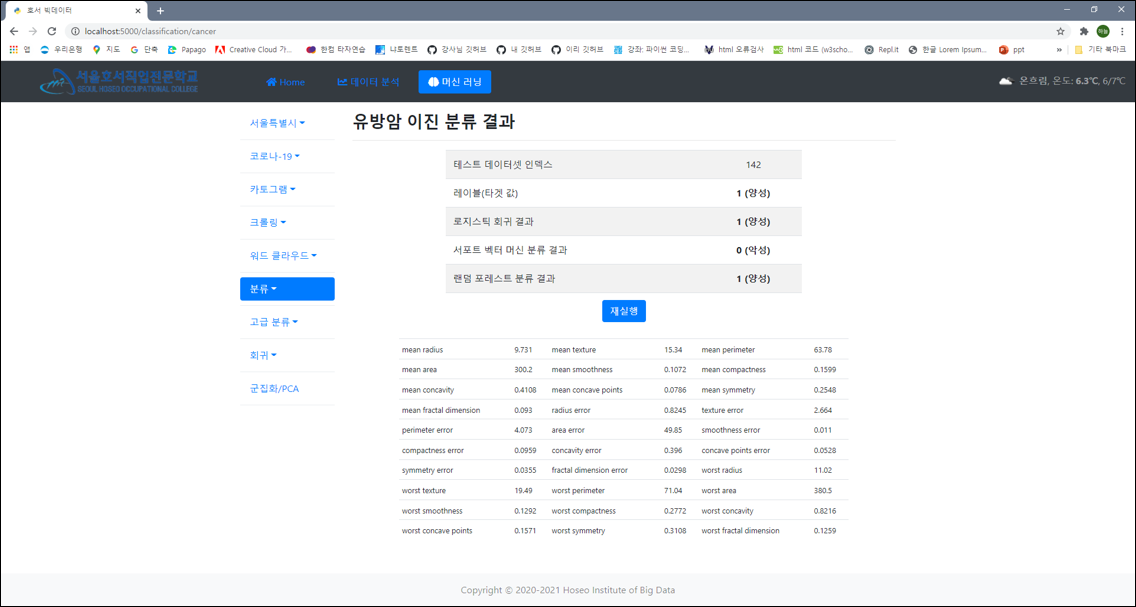 호서 빅데이터
localhost:5000/classification/cancer
앱 우리은행 지도 단축 Papago Creative Cloud 가... 한컴 타자연습 냐토렌트 강사님 깃허브 내 깃허브 이리 깃허브 강좌: 파이썬 코딩... html 오류검사 html 코드 (w3scho... Repl.it 한글 Lorem Ipsum... ppt » 기타 북마크
서울호서직업전문학교
SEOUL HOSEO OCCUPATIONAL COLLEGE
Home 데이터 분석 머신 러닝 온흐림, 온도: 6.3℃, 6/7℃
서울특별시
코로나-19
카토그램
크롤링
워드 클라우드
분류
고급 분류
회귀
군집화/PCA
유방암 이진 분류 결과
테스트 데이터셋 인덱스 142
레이블(타겟 값) 1 (양성)
로지스틱 회귀 결과 1 (양성)
서포트 벡터 머신 분류 결과 0 (악성)
랜덤 포레스트 분류 결과 1 (양성)
재실행
mean radius 9.731 mean texture 15.34 mean perimeter 63.78
mean area 300.2 mean smoothness 0.1072 mean compactness 0.1599
mean concavity 0.4108 mean concave points 0.0786 mean symmetry 0.2548
mean fractal dimension 0.093 radius error 0.8245 texture error 2.664
perimeter error 4.073 area error 49.85 smoothness error 0.011
compactness error 0.0959 concavity error 0.396 concave points error 0.0528
symmetry error 0.0355 fractal dimension error 0.0298 worst radius 11.02
worst texture 19.49 worst perimeter 71.04 worst area 380.5
worst smoothness 0.1292 worst compactness 0.2772 worst concavity 0.8216
worst concave points 0.1571 worst symmetry 0.3108 worst fractal dimension 0.1259
Copyright © 2020-2021 Hoseo Institute of Big Data